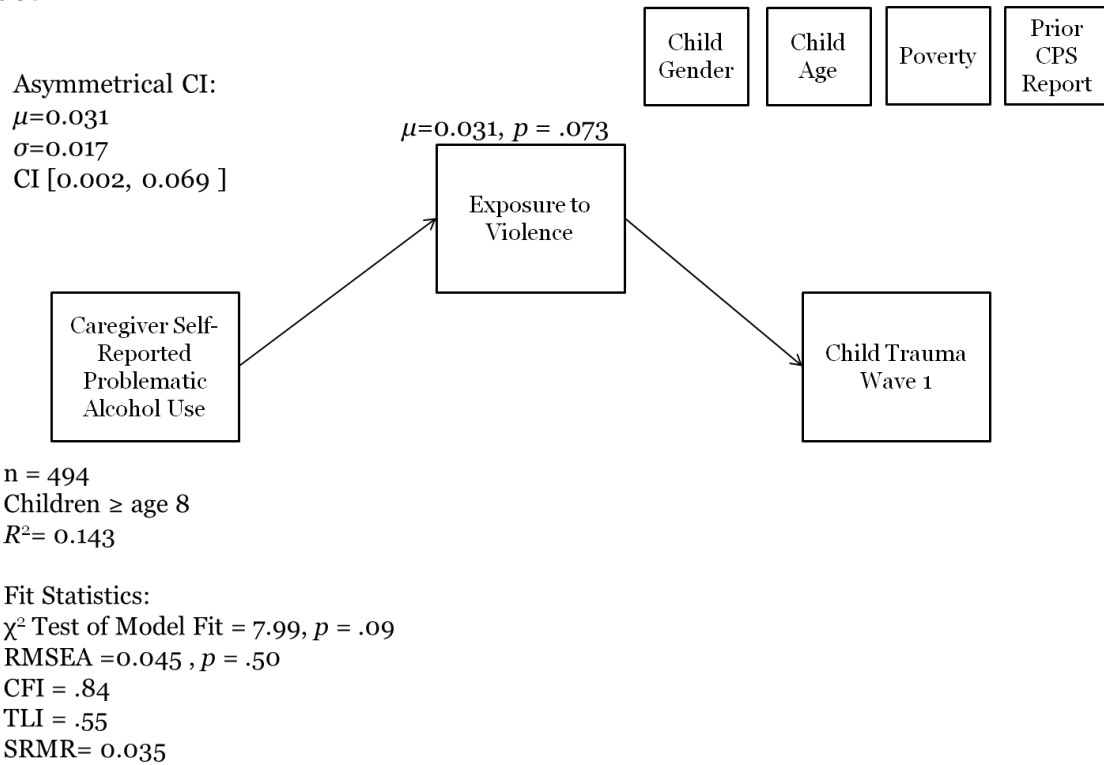 Child
Gender
Child
Age
Poverty
Prior
CPS
Report
Asymmetrical CI:
μ=0.031
σ=0.017
CI [0.002, 0.069 ]
μ=0.031, p = .073
Exposure to
Violence
Caregiver Self-
Reported
Problematic
Alcohol Use
Child Trauma
Wave 1
n = 494
Children ≥ age 8
R²= 0.143
Fit Statistics:
χ² Test of Model Fit = 7.99, p = .09
RMSEA =0.045 , p = .50
CFI = .84
TLI = .55
SRMR= 0.035